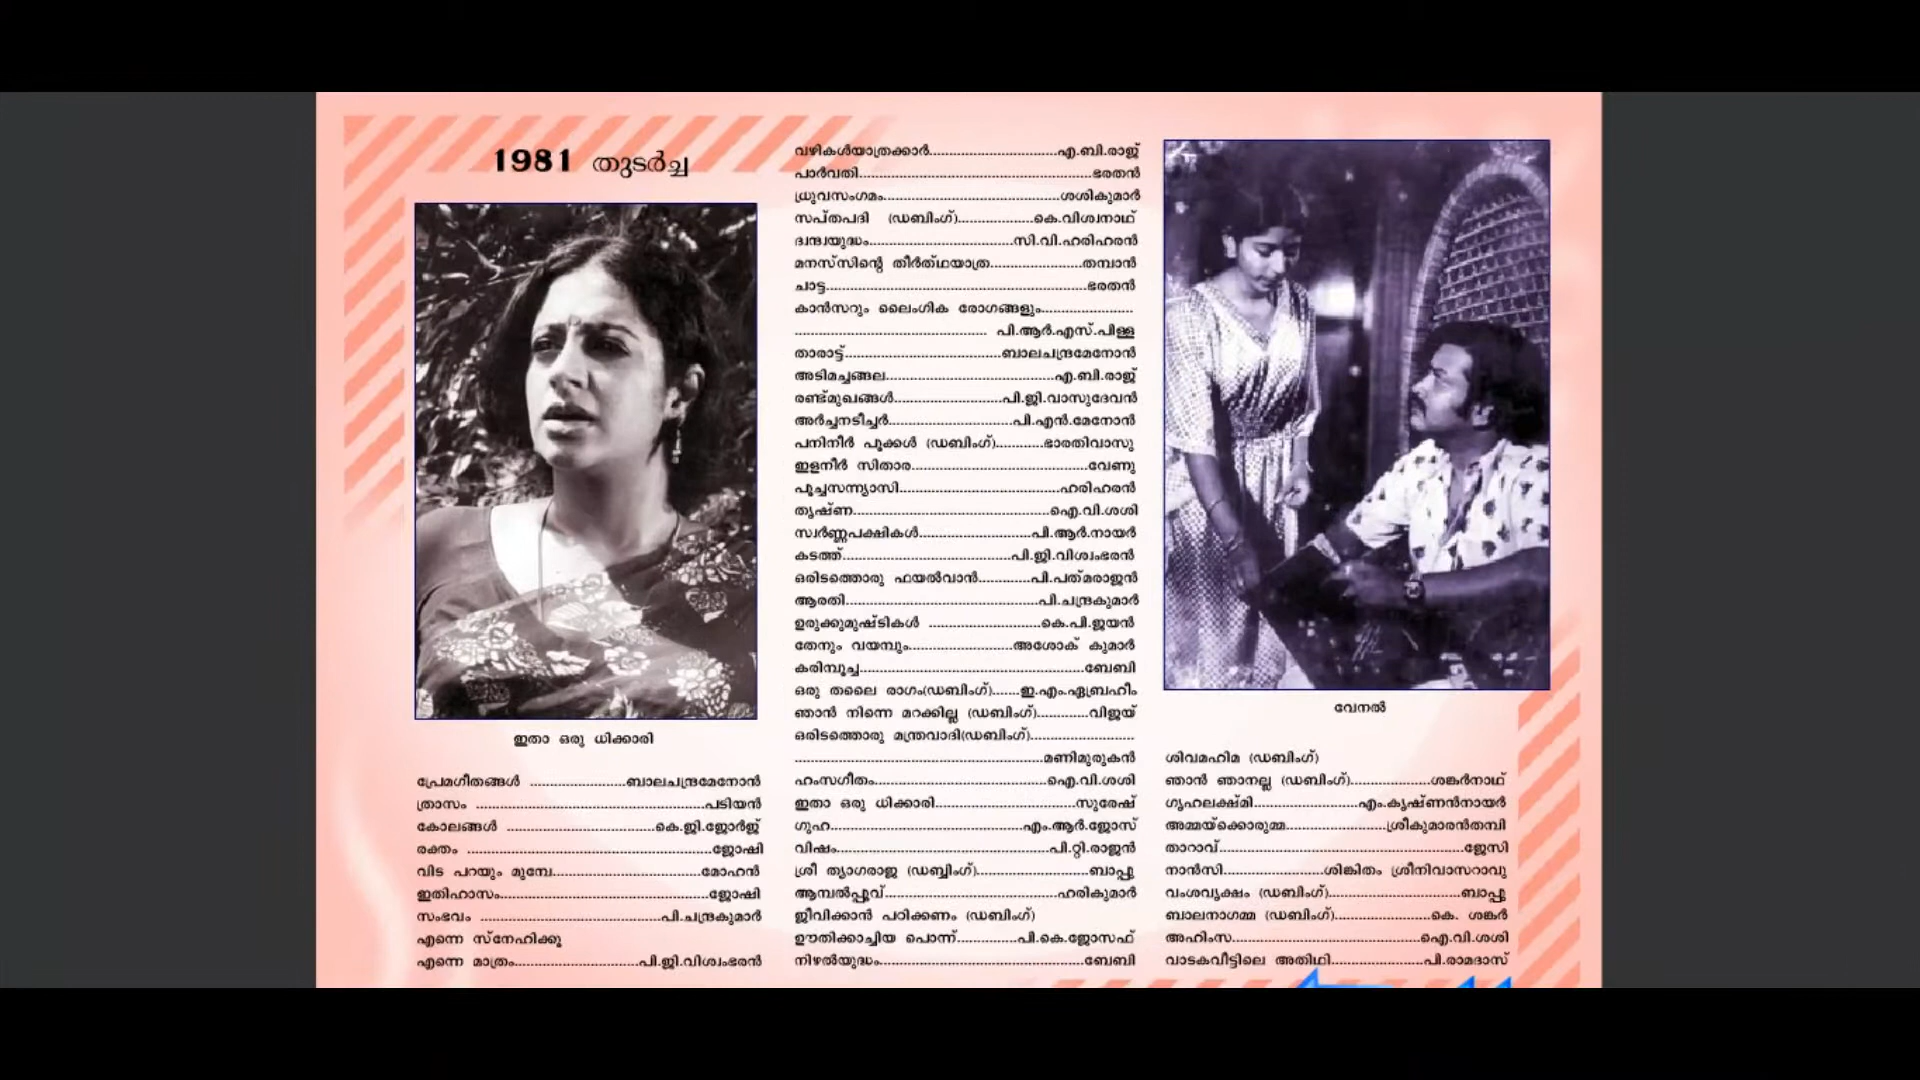 1981 തുടർച്ച
ഇതാ ഒരു ധിക്കാരി
പ്രേമഗീതങ്ങൾ ..................ബാലചന്ദ്രമേനോൻ
ത്രാസം ..................പടിയൻ
കോലങ്ങൾ ..................കെ.ജി.ജോർജ്ജ്
രക്തം ..................ജോഷി
വിട പറയും മുമ്പേ..................മോഹൻ
ഇതിഹാസം..................ജോഷി
സംഭവം ..................പി.ചന്ദ്രകുമാർ
എന്നെ സ്നേഹിക്കൂ
എന്നെ മാത്രം..................പി.ജി.വിശ്വംഭരൻ
വഴികൾയാത്രക്കാർ..................എ.ബി.രാജ്
പാർവതി..................ഭരതൻ
ധ്രുവസംഗമം..................ശശികുമാർ
സപ്തപദി (ഡബിംഗ്)..................കെ.വിശ്വനാഥ്
ദ്വന്ദ്വയുദ്ധം..................സി.വി.ഹരിഹരൻ
മനസ്സിന്റെ തീർത്ഥയാത്ര..................തമ്പാൻ
ചാട്ട..................ഭരതൻ
കാൻസറും ലൈംഗിക രോഗങ്ങളും..................
.................. പി.ആർ.എസ്.പിള്ള
താരാട്ട്..................ബാലചന്ദ്രമേനോൻ
അടിമച്ചങ്ങല..................എ.ബി.രാജ്
രണ്ട്മുഖങ്ങൾ..................പി.ജി.വാസുദേവൻ
അർച്ചനടീച്ചർ..................പി.എൻ.മേനോൻ
പനിനീർ പൂക്കൾ (ഡബിംഗ്)............ഭാരതിവാസു
ഇളനീർ സിതാര..................വേണു
പൂച്ചസന്ന്യാസി..................ഹരിഹരൻ
തൃഷ്ണ..................ഐ.വി.ശശി
സ്വർണ്ണപക്ഷികൾ..................പി.ആർ.നായർ
കടത്ത്..................പി.ജി.വിശ്വംഭരൻ
ഒരിടത്തൊരു ഫയൽവാൻ............പി.പത്മരാജൻ
ആരതി..................പി.ചന്ദ്രകുമാർ
ഉരുക്കുമുഷ്ടികൾ ..................കെ.പി.ജയൻ
തേനും വയമ്പും..................അശോക് കുമാർ
കരിമ്പൂച്ച..................ബേബി
ഒരു തലൈ രാഗം(ഡബിംഗ്).......ഇ.എം.ഏബ്രഹീം
ഞാൻ നിന്നെ മറക്കില്ല (ഡബിംഗ്)............വിജയ്
ഒരിടത്തൊരു മന്ത്രവാദി(ഡബിംഗ്)..................
..................മണിമുരുകൻ
ഹംസഗീതം..................ഐ.വി.ശശി
ഇതാ ഒരു ധിക്കാരി..................സുരേഷ്
ഗുഹ..................എം.ആർ.ജോസ്
വിഷം..................പി.റ്റി.രാജൻ
ശ്രീ ത്യാഗരാജ (ഡബ്ബിംഗ്)..................ബാപ്പു
ആമ്പൽപ്പൂവ്..................ഹരികുമാർ
ജീവിക്കാൻ പഠിക്കണം (ഡബിംഗ്)
ഊതിക്കാച്ചിയ പൊന്ന്..................പി.കെ.ജോസഫ്
നിഴൽയുദ്ധം..................ബേബി
വേനൽ
ശിവമഹിമ (ഡബിംഗ്)
ഞാൻ ഞാനല്ല (ഡബിംഗ്)..................ശങ്കർനാഥ്
ഗൃഹലക്ഷ്മി..................എം.കൃഷ്ണൻനായർ
അമ്മയ്ക്കൊരുമ്മ..................ശ്രീകുമാരൻതമ്പി
താറാവ്..................ജേസി
നാൻസി..................ശിങ്കിതം ശ്രീനിവാസറാവു
വംശവൃക്ഷം (ഡബിംഗ്)..................ബാപ്പു
ബാലനാഗമ്മ (ഡബിംഗ്)..................കെ. ശങ്കർ
അഹിംസ..................ഐ.വി.ശശി
വാടകവീട്ടിലെ അതിഥി..................പി.രാമദാസ്